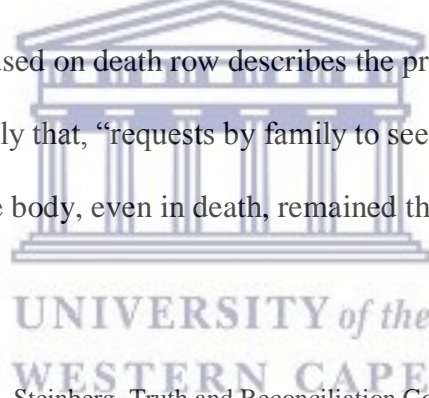 used on death row describes the pr
ly that, “requests by family to see
e body, even in death, remained th
UNIVERSITY of the
WESTERN CAPE
Steinberg, Truth and Reconciliation Co